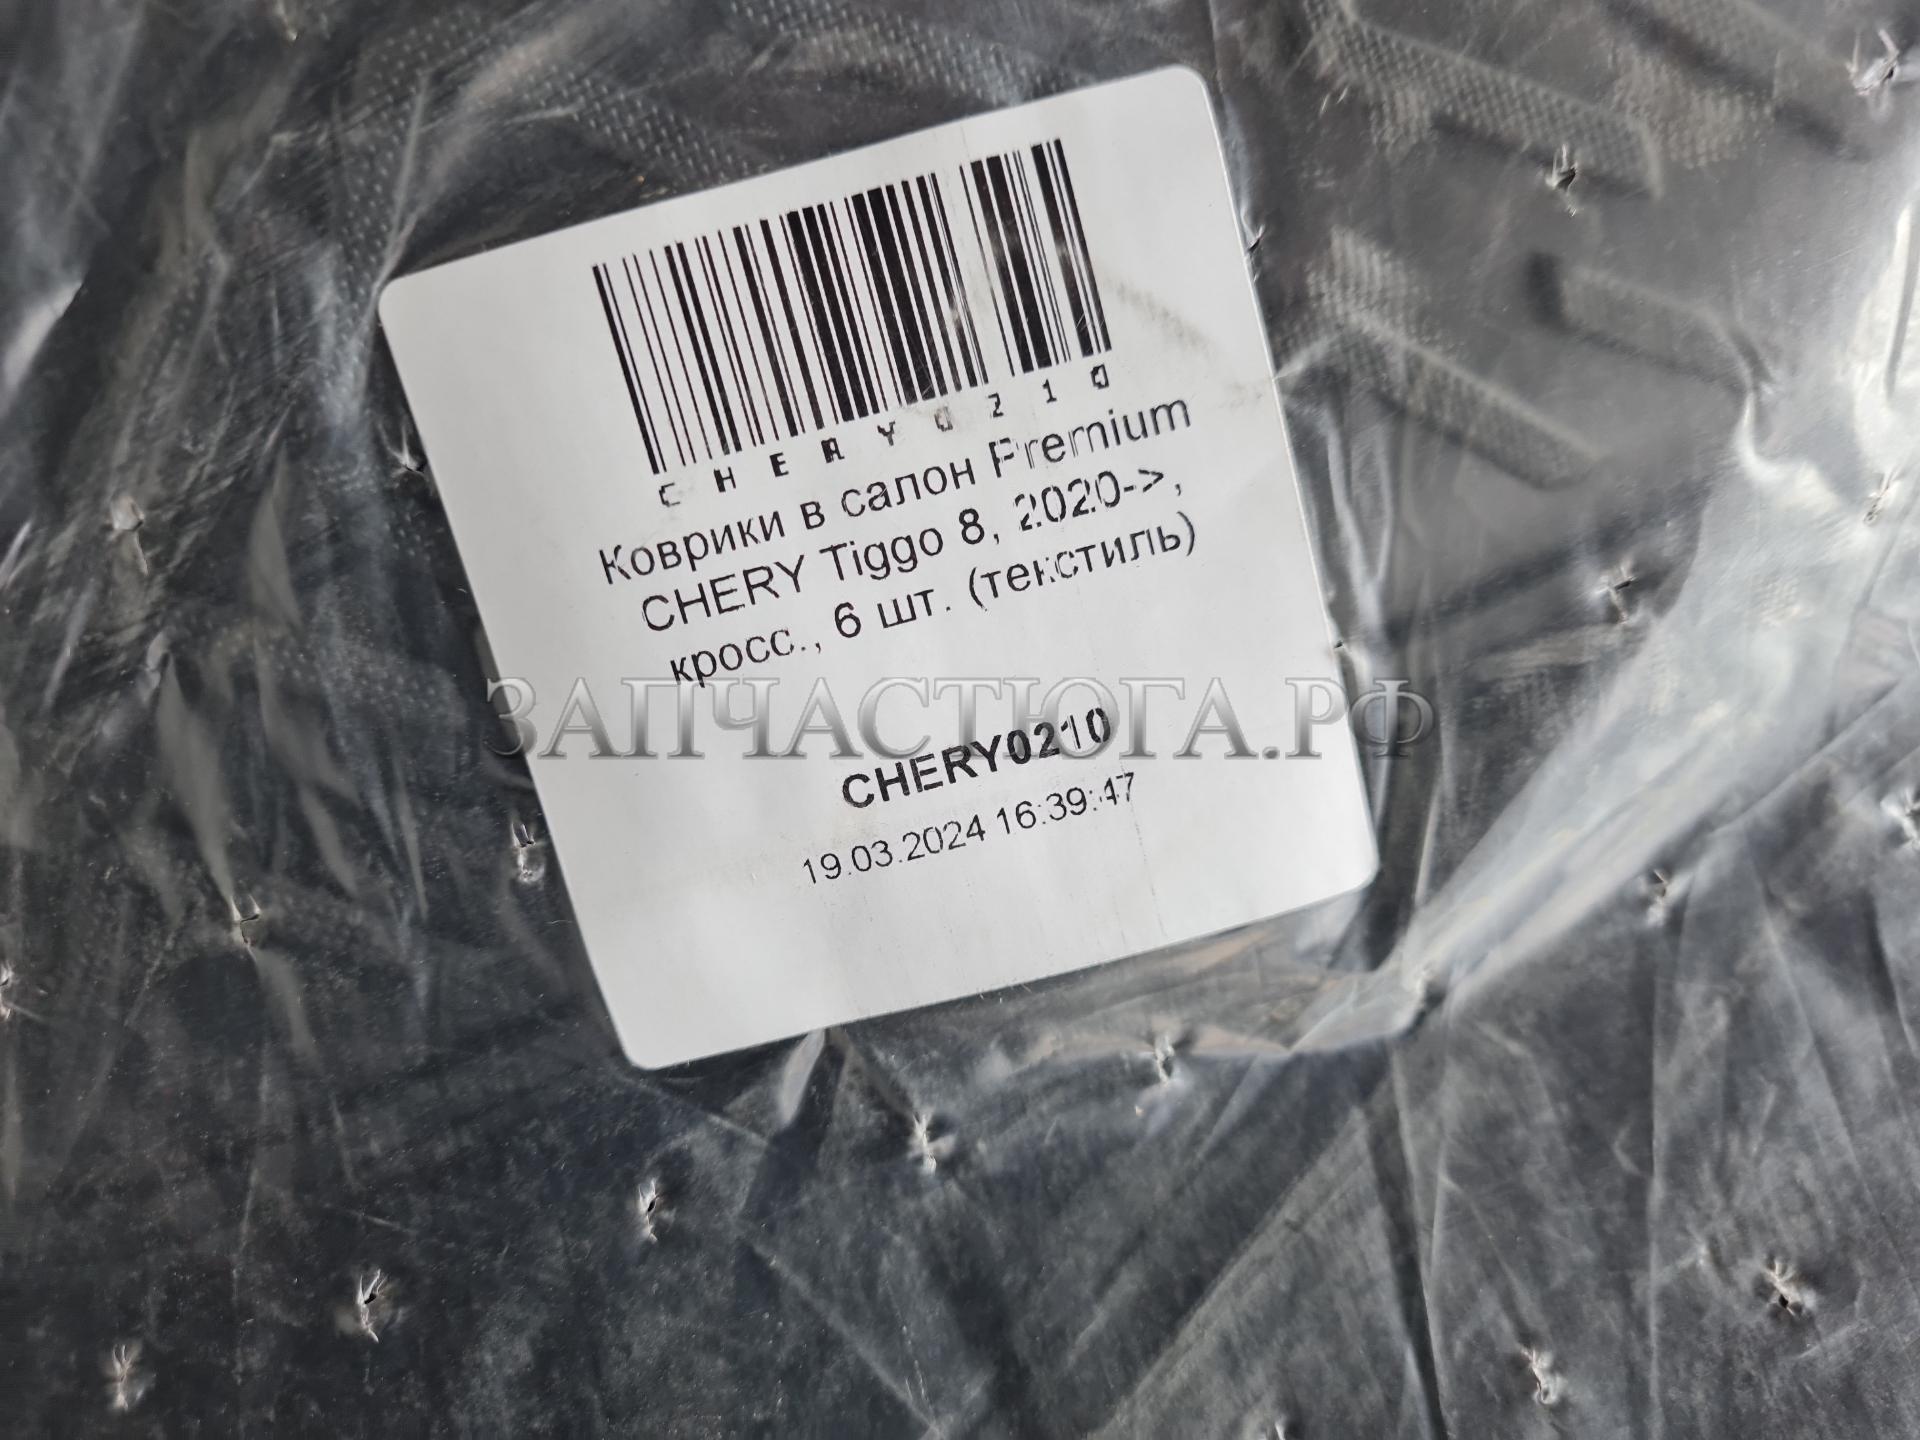 CHERY0210
Коврики в салон Premium
CHERY Tiggo 8, 2020->,
кросс., 6 шт. (текстиль)
ЗАПЧАСТЮГА.РФ
CHERY0210
19.03.2024 16:39:47